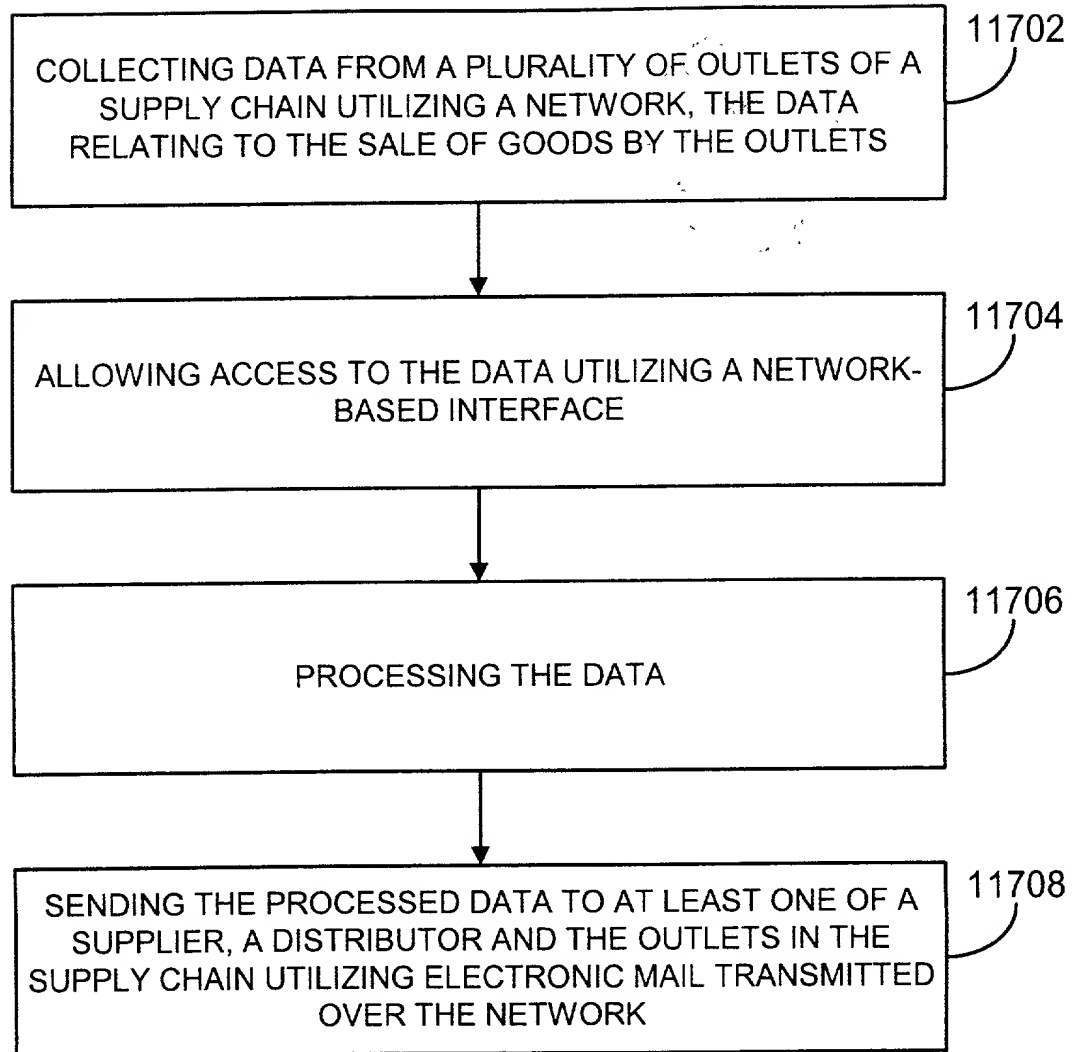 11702
COLLECTING DATA FROM A PLURALITY OF OUTLETS OF A
SUPPLY CHAIN UTILIZING A NETWORK, THE DATA
RELATING TO THE SALE OF GOODS BY THE OUTLETS
11704
ALLOWING ACCESS TO THE DATA UTILIZING A NETWORK-
BASED INTERFACE
11706
PROCESSING THE DATA
11708
SENDING THE PROCESSED DATA TO AT LEAST ONE OF A
SUPPLIER, A DISTRIBUTOR AND THE OUTLETS IN THE
SUPPLY CHAIN UTILIZING ELECTRONIC MAIL TRANSMITTED
OVER THE NETWORK